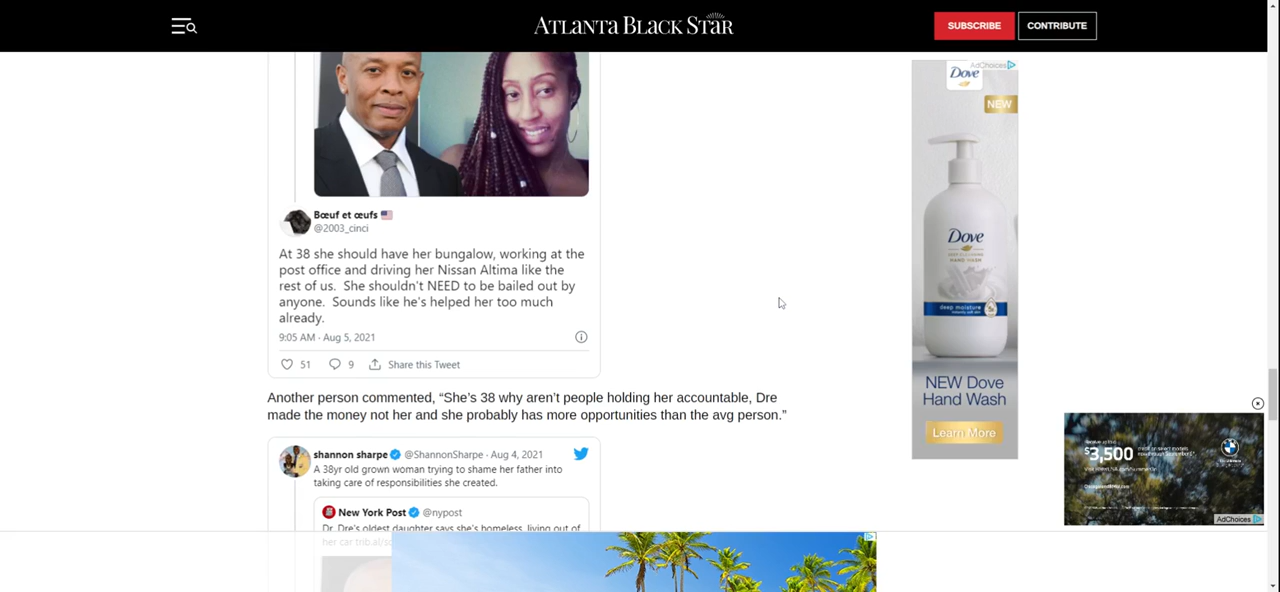 ATLANTA BLACK STAR
SUBSCRIBE
CONTRIBUTE
AdChoices
Dove
NEW
Bœuf et œufs
@2003_cinci
At 38 she should have her bungalow, working at the
post office and driving her Nissan Altima like the
rest of us. She shouldn't NEED to be bailed out by
anyone. Sounds like he's helped her too much
already.
9:05 AM · Aug 5, 2021
51
9
Share this Tweet
Dove
HAND WASH
deep moisture
NEW Dove
Hand Wash
Learn More
Another person commented, “She’s 38 why aren’t people holding her accountable, Dre
made the money not her and she probably has more opportunities than the avg person.”
shannon sharpe @ShannonSharpe · Aug 4, 2021
A 38yr old grown woman trying to shame her father into
taking care of responsibilities she created.
New York Post @nypost
Dr. Dre's oldest daughter says she's homeless, living out of
her car
$3,500
AdChoices